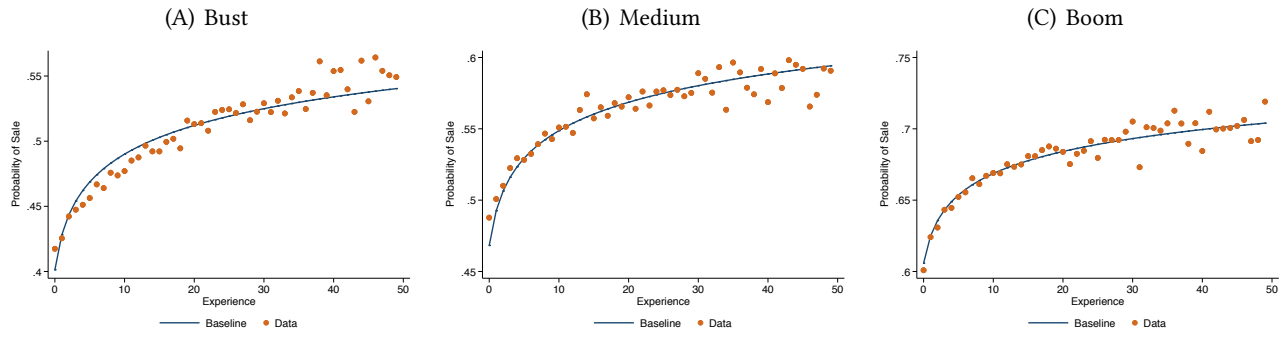 (A) Bust
Probability of Sale
.55
.5
.45
.4
0 10 20 30 40 50
Experience
Baseline Data
(B) Medium
Probability of Sale
.6
.55
.5
.45
0 10 20 30 40 50
Experience
Baseline Data
(C) Boom
Probability of Sale
.75
.7
.65
.6
0 10 20 30 40 50
Experience
Baseline Data